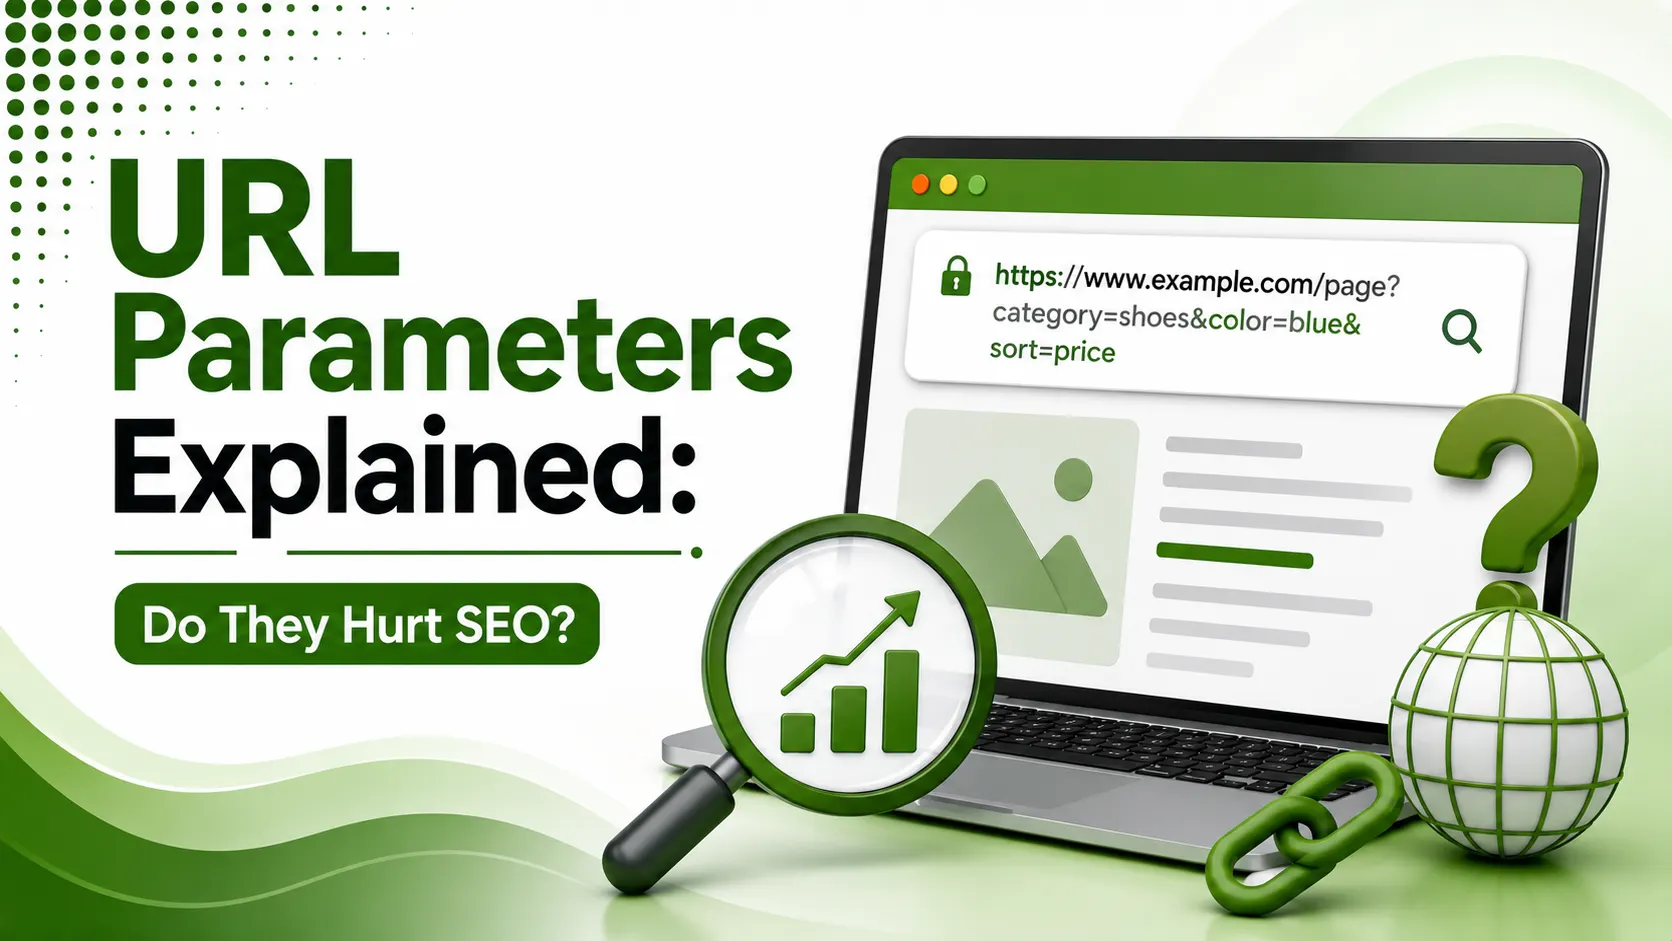 URL
Parameters
Explained:
Do They Hurt SEO?
https://www.example.com/page?
category=shoes&color=blue&
sort=price